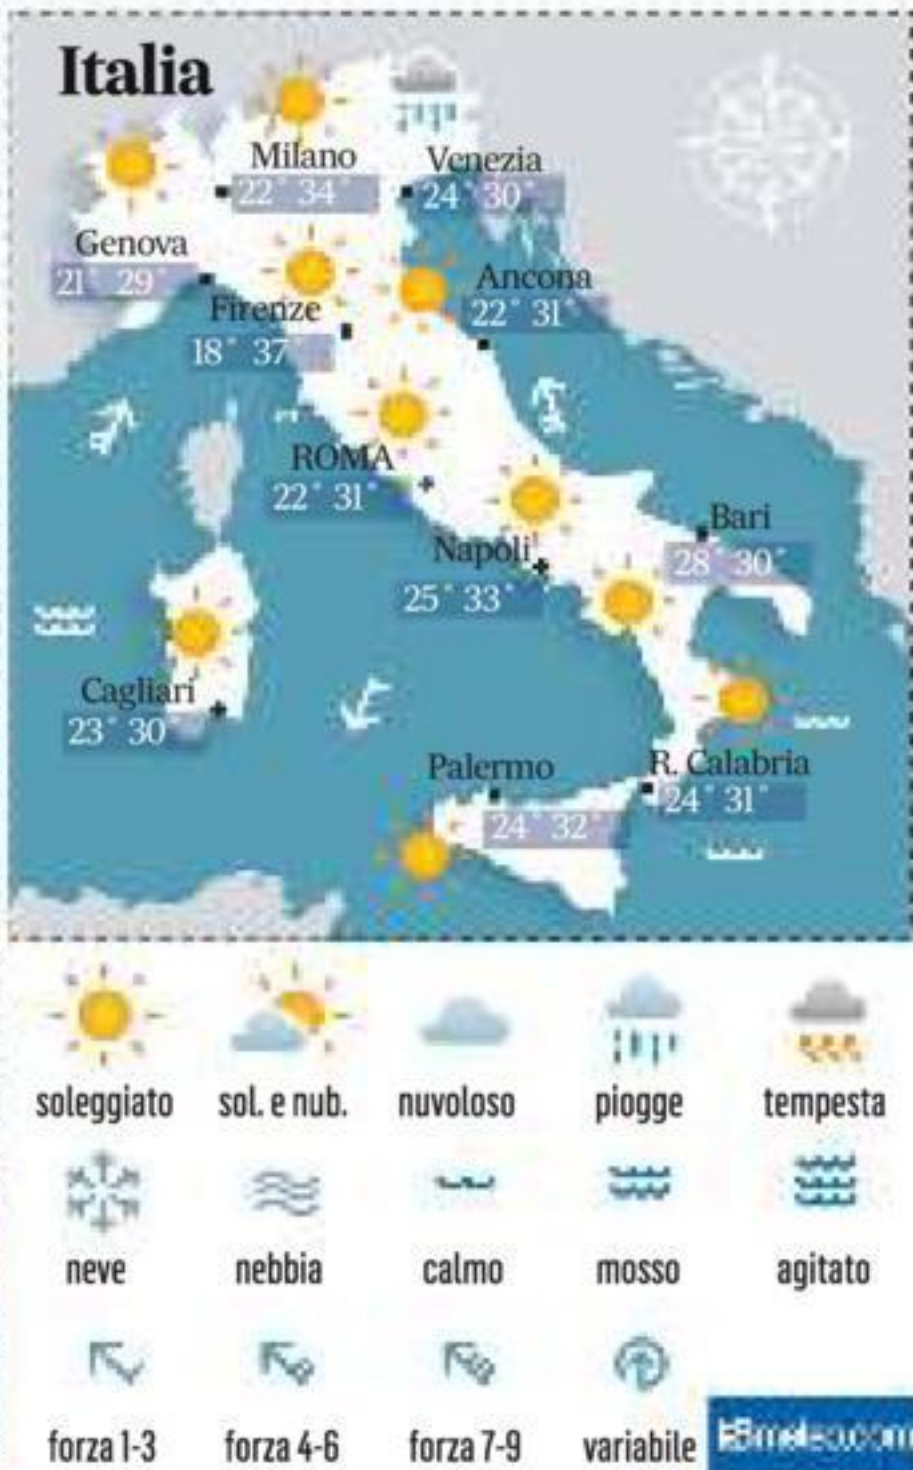 Italia
Milano
22° 34°
Venezia
24° 30°
Genova
21° 29°
Firenze
18° 37°
Ancona
22° 31°
ROMA
22° 31°
Napoli
25° 33°
Bari
28° 30°
Cagliari
23° 30°
Palermo
24° 32°
R. Calabria
24° 31°
soleggiato sol. e nub. nuvoloso piogge tempesta
neve nebbia calmo mosso agitato
forza 1-3 forza 4-6 forza 7-9 variabile